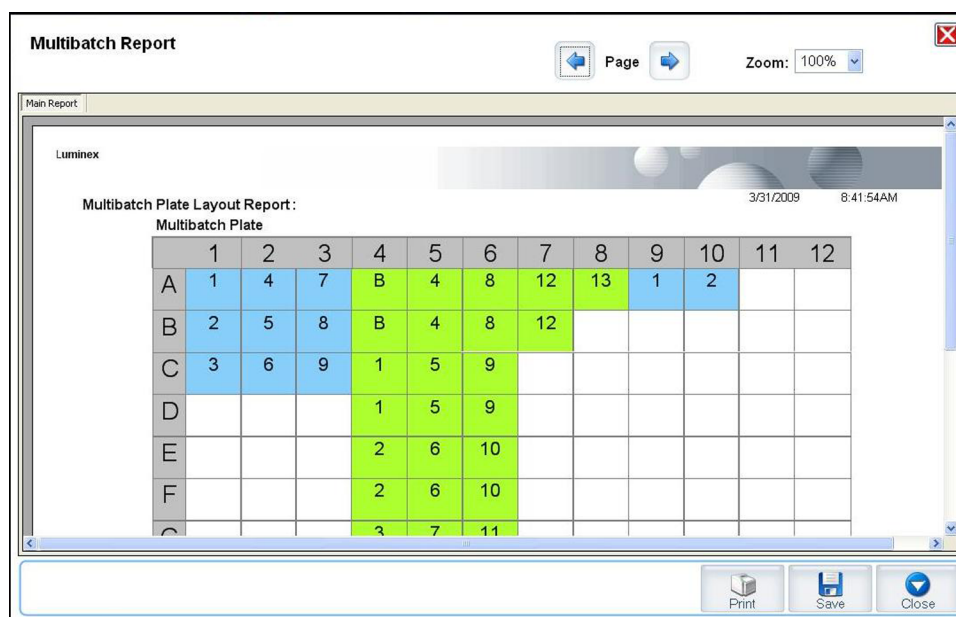 Multibatch Report
Page
Zoom: 100%
Main Report
Luminex
3/31/2009 8:41:54AM
Multibatch Plate Layout Report:
Multibatch Plate
1 2 3 4 5 6 7 8 9 10 11 12
A 1 4 7 B 4 8 12 13 1 2
B 2 5 8 B 4 8 12
C 3 6 9 1 5 9
D 1 5 9
E 2 6 10
F 2 6 10
G 3 7 11
Print Save Close